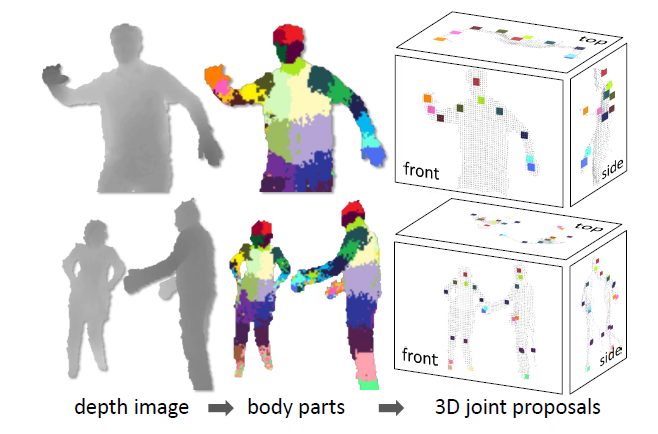 top
front
side
top
front
side
depth image
body parts
3D joint proposals